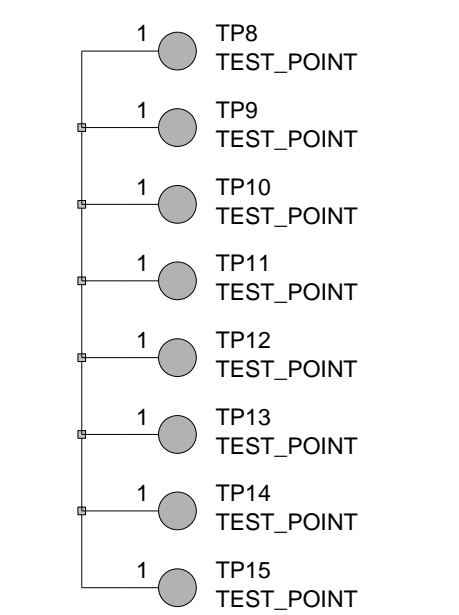 1 TP8
TEST_POINT
1 TP9
TEST_POINT
1 TP10
TEST_POINT
1 TP11
TEST_POINT
1 TP12
TEST_POINT
1 TP13
TEST_POINT
1 TP14
TEST_POINT
1 TP15
TEST_POINT